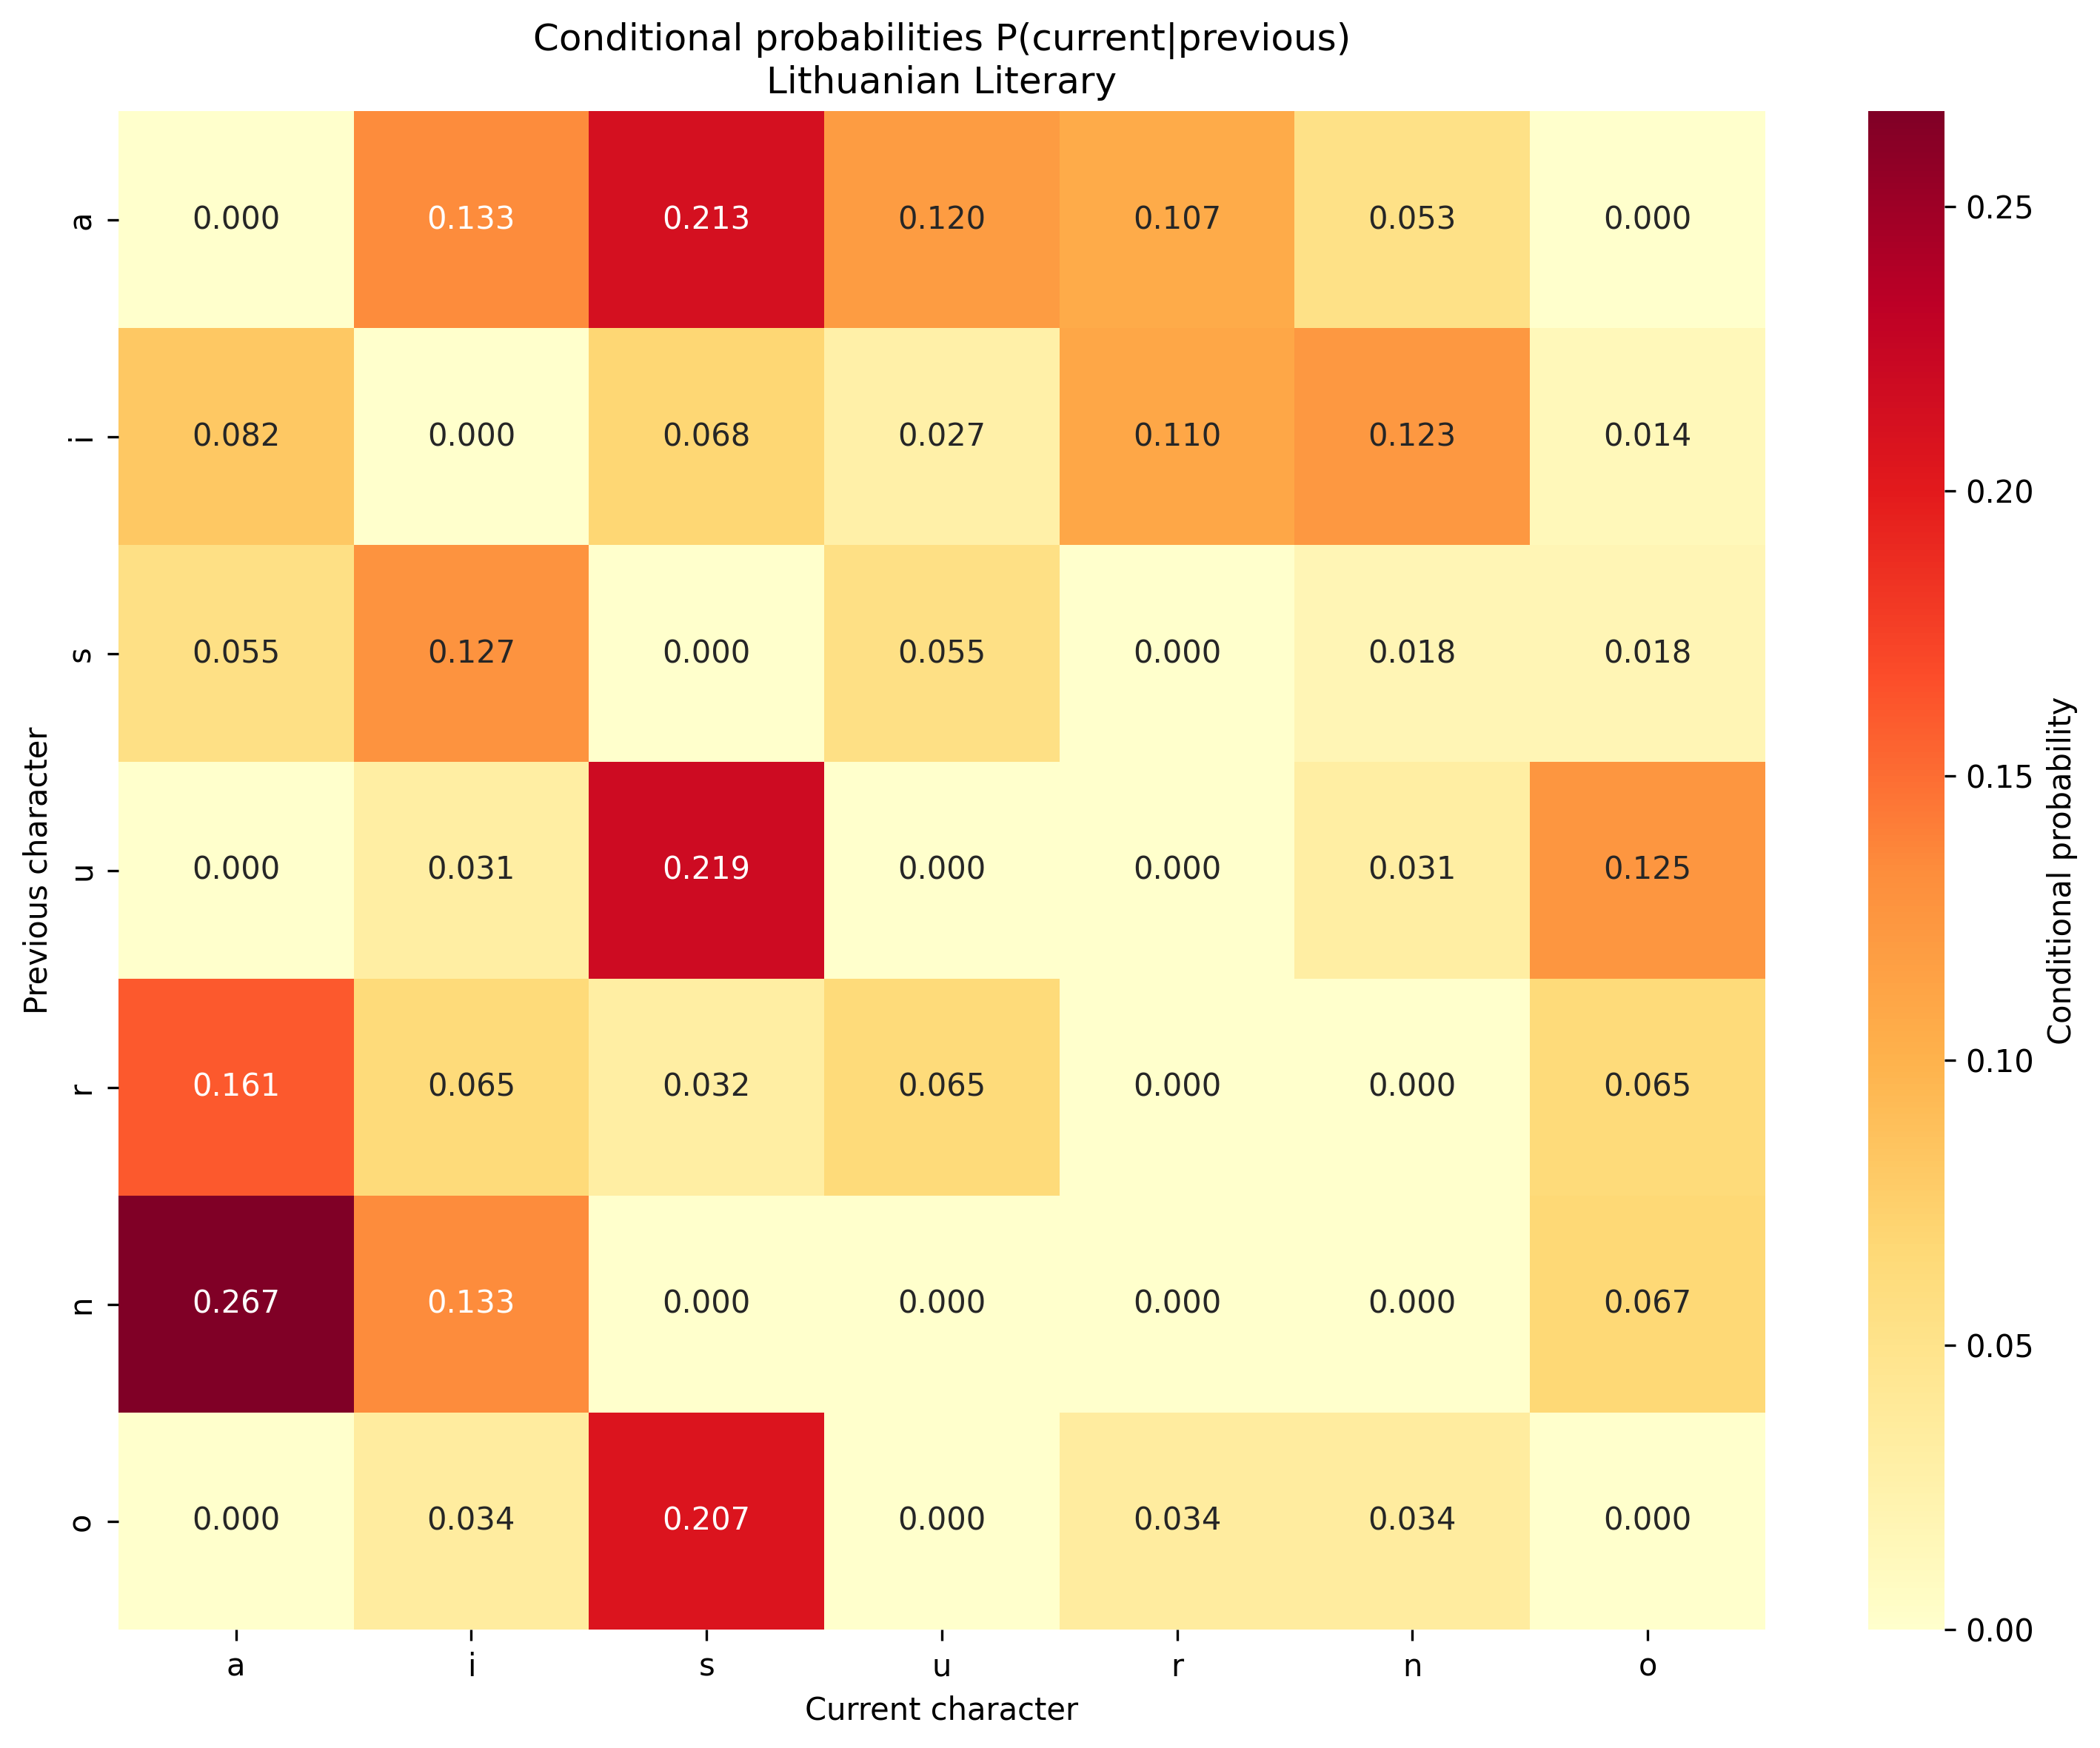 Conditional probabilities P(current|previous)
Lithuanian Literary
a 0.000 0.133 0.213 0.120 0.107 0.053 0.000
i 0.082 0.000 0.068 0.027 0.110 0.123 0.014
s 0.055 0.127 0.000 0.055 0.000 0.018 0.018
u 0.000 0.031 0.219 0.000 0.000 0.031 0.125
r 0.161 0.065 0.032 0.065 0.000 0.000 0.065
n 0.267 0.133 0.000 0.000 0.000 0.000 0.067
o 0.000 0.034 0.207 0.000 0.034 0.034 0.000
a i s u r n o
Current character
Previous character
0.25
0.20
0.15
0.10
0.05
0.00
Conditional probability